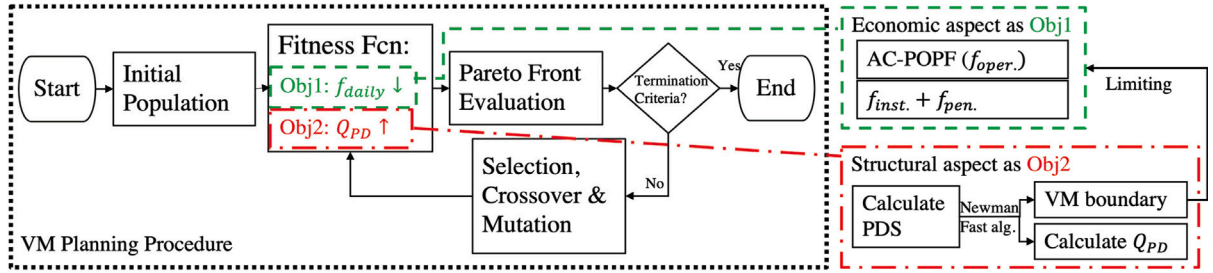 Start
Initial
Population
Fitness Fcn:
Obj1: f_daily ↓
Obj2: Q_PD ↑
Pareto Front
Evaluation
Termination
Criteria?
Yes
End
No
Selection,
Crossover &
Mutation
VM Planning Procedure
Economic aspect as Obj1
AC-POPF (f_oper.)
f_inst. + f_pen.
Limiting
Structural aspect as Obj2
Calculate
PDS
Newman
Fast alg.
VM boundary
Calculate Q_PD